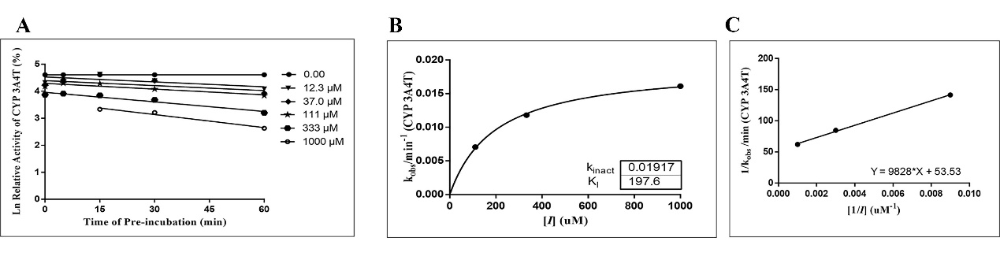 A
Ln Relative Activity of CYP 3A4T (%)
5
4
3
2
1
0
0 15 30 45 60
Time of Pre-incubation (min)
0.00
12.3 µM
37.0 µM
111 µM
333 µM
1000 µM
B
kobs/min-1 (CYP 3A4T)
0.020
0.015
0.010
0.005
0.000
0 200 400 600 800 1000
[I] (uM)
kinact 0.01917
KI 197.6
C
1/kobs /min (CYP 3A4T)
200
150
100
50
0
0.000 0.002 0.004 0.006 0.008 0.010
[1/I] (uM-1)
Y = 9828*X + 53.53